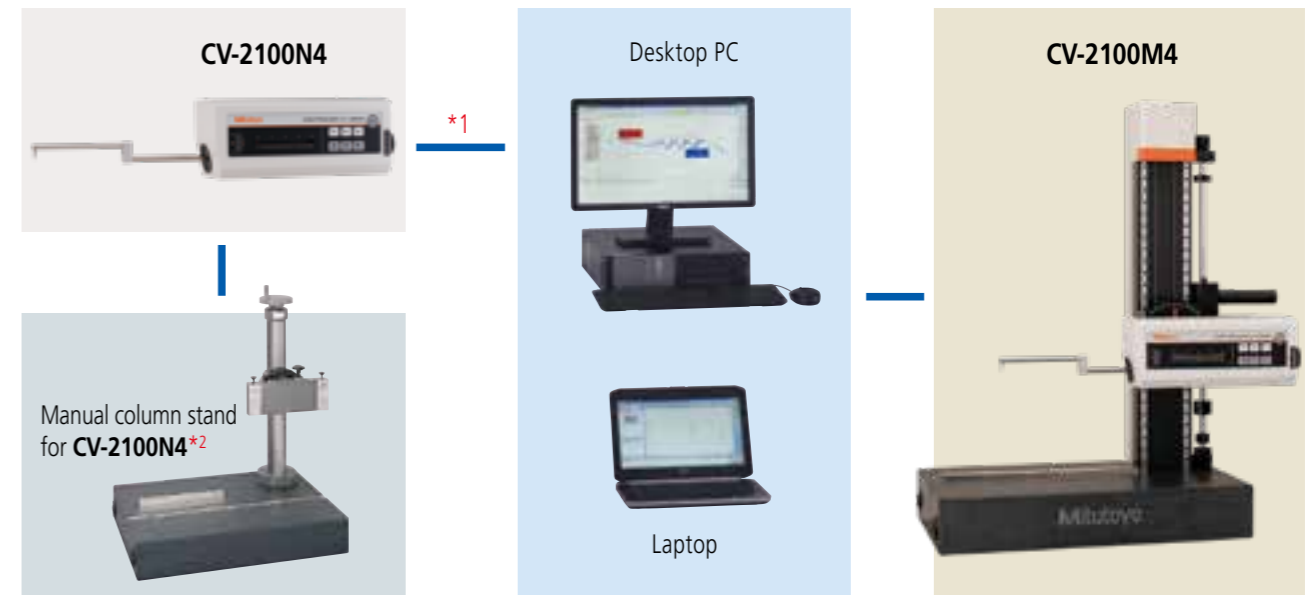 CV-2100N4
*1
Desktop PC
CV-2100M4
Manual column stand
for CV-2100N4*2
Laptop
Mitutoyo